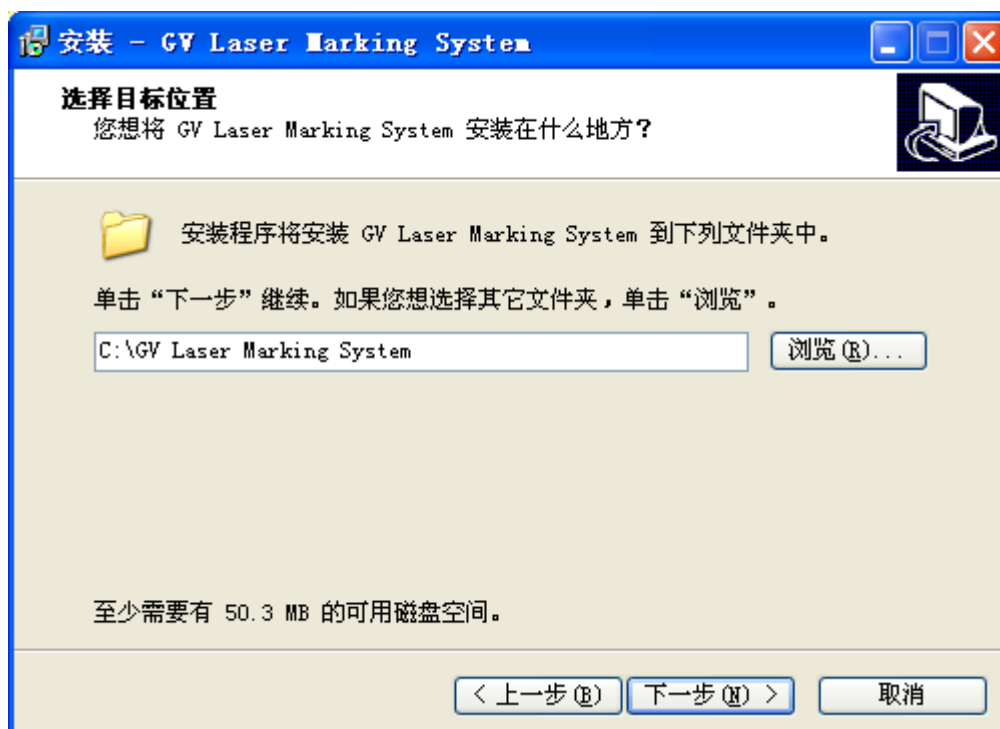 安装 - GV Laser Marking System
选择目标位置
您想将 GV Laser Marking System 安装在什么地方?
安装程序将安装 GV Laser Marking System 到下列文件夹中。
单击“下一步”继续。如果您想选择其它文件夹，单击“浏览”。
C:\GV Laser Marking System
浏览(R)...
至少需要有 50.3 MB 的可用磁盘空间。
< 上一步(B) 下一步(N) > 取消